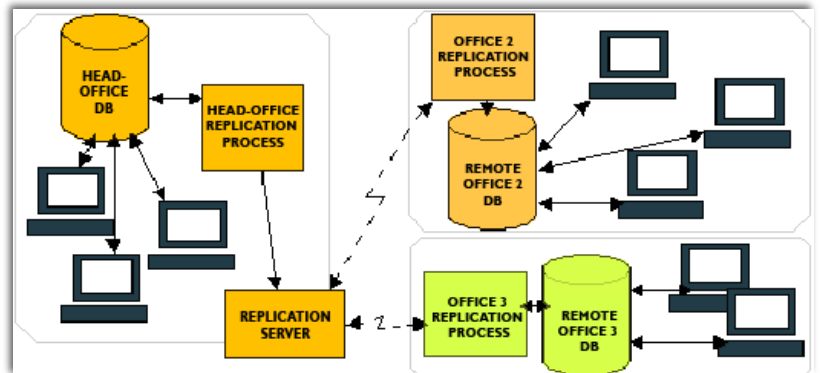 HEAD-
OFFICE
DB
HEAD-OFFICE
REPLICATION
PROCESS
REPLICATION
SERVER
OFFICE 2
REPLICATION
PROCESS
REMOTE
OFFICE 2
DB
OFFICE 3
REPLICATION
PROCESS
REMOTE
OFFICE 3
DB